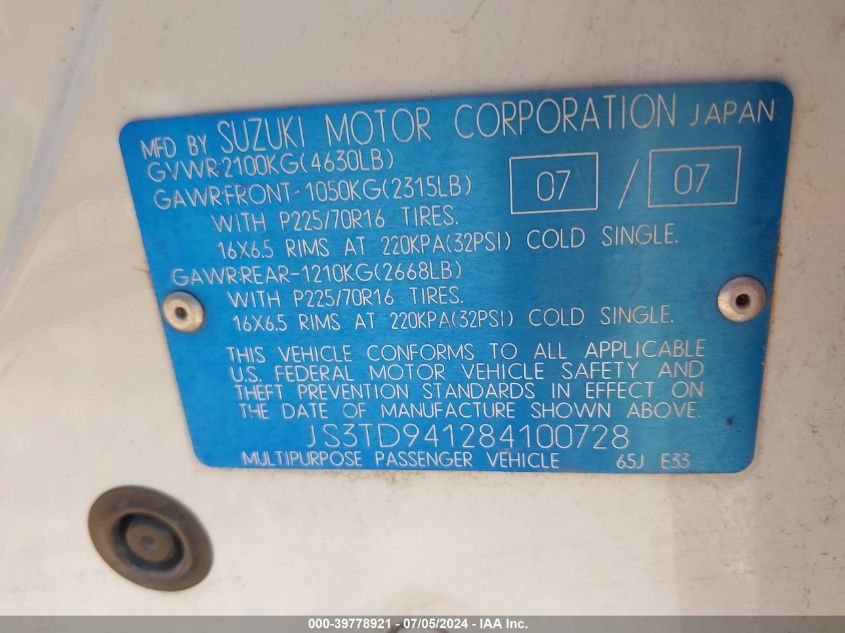 MFD BY SUZUKI MOTOR CORPORATION JAPAN
GVWR:2100KG(4630LB)
GAWR:FRONT-1050KG(2315LB) 07 / 07
WITH P225/70R16 TIRES.
16X6.5 RIMS AT 220KPA(32PSI) COLD SINGLE.
GAWR:REAR-1210KG(2668LB)
WITH P225/70R16 TIRES.
16X6.5 RIMS AT 220KPA(32PSI) COLD SINGLE.
THIS VEHICLE CONFORMS TO ALL APPLICABLE
U.S. FEDERAL MOTOR VEHICLE SAFETY AND
THEFT PREVENTION STANDARDS IN EFFECT ON
THE DATE OF MANUFACTURE SHOWN ABOVE.
JS3TD941284100728
MULTIPURPOSE PASSENGER VEHICLE 65J E33
000-39778921 - 07/05/2024 - IAA Inc.